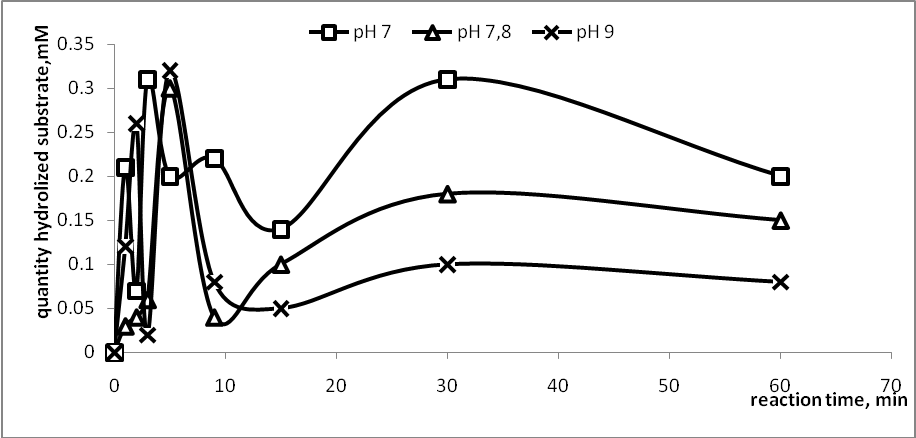 pH 7 pH 7,8 pH 9
quantity hydrolized substrate,mM
0.35
0.3
0.25
0.2
0.15
0.1
0.05
0
0 10 20 30 40 50 60 70
reaction time, min